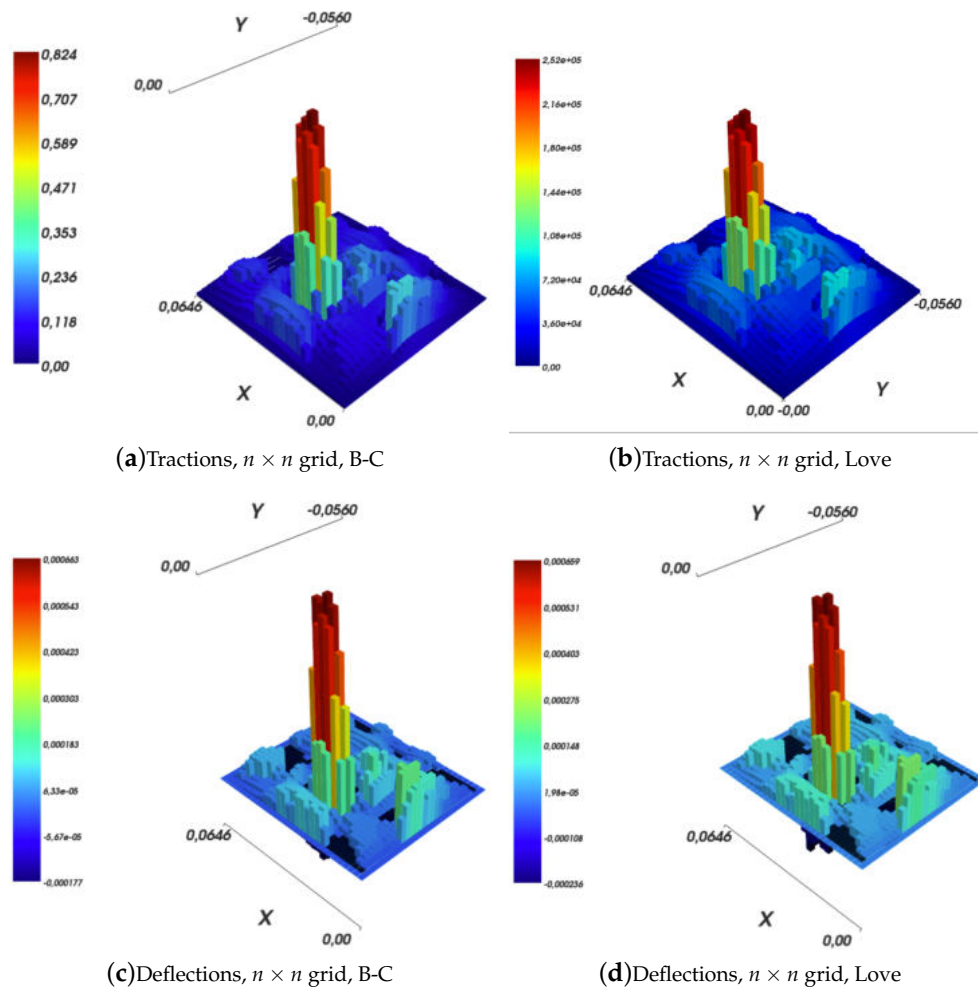 Y
-0,0560
0,00
0,824
0,707
0,589
0,471
0,353
0,236
0,118
0,00
0,0646
X
0,00
(a)Tractions, n × n grid, B-C
2,52e+05
2,16e+05
1,80e+05
1,44e+05
1,08e+05
7,20e+04
3,60e+04
0,00
0,0646
-0,0560
X
Y
0,00 -0,00
(b)Tractions, n × n grid, Love
Y
-0,0560
0,00
0,000663
0,000543
0,000423
0,000303
0,000183
6,33e-05
-5,67e-05
-0,000177
0,0646
X
0,00
(c)Deflections, n × n grid, B-C
Y
-0,0560
0,00
0,000659
0,000531
0,000403
0,000275
0,000148
1,98e-05
-0,000108
-0,000236
0,0646
X
0,00
(d)Deflections, n × n grid, Love